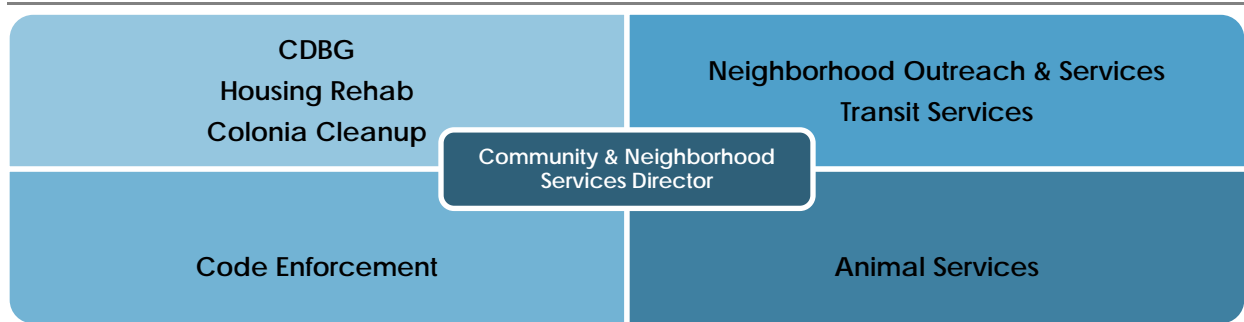 CDBG
Housing Rehab
Colonia Cleanup
Neighborhood Outreach & Services
Transit Services
Community & Neighborhood
Services Director
Code Enforcement
Animal Services